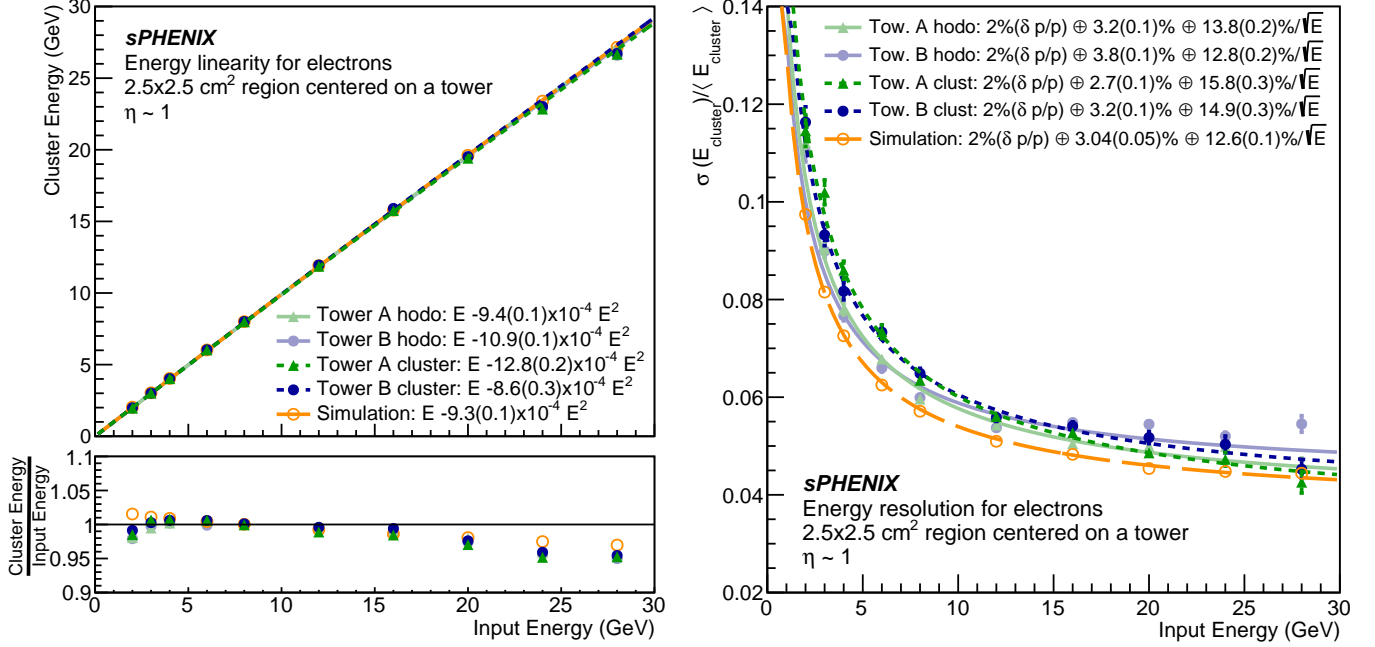 Cluster Energy (GeV)
30
25
20
15
10
5
0
sPHENIX
Energy linearity for electrons
2.5x2.5 cm² region centered on a tower
η ~ 1
Tower A hodo: E -9.4(0.1)x10⁻⁴ E²
Tower B hodo: E -10.9(0.1)x10⁻⁴ E²
Tower A cluster: E -12.8(0.2)x10⁻⁴ E²
Tower B cluster: E -8.6(0.3)x10⁻⁴ E²
Simulation: E -9.3(0.1)x10⁻⁴ E²
Cluster Energy
Input Energy
1.1
1.05
1
0.95
0.9
0 5 10 15 20 25 30
Input Energy (GeV)
σ (E_cluster)/⟨ E_cluster ⟩
0.14
0.12
0.1
0.08
0.06
0.04
0.02
Tow. A hodo: 2%(δ p/p) ⊕ 3.2(0.1)% ⊕ 13.8(0.2)%/√E
Tow. B hodo: 2%(δ p/p) ⊕ 3.8(0.1)% ⊕ 12.8(0.2)%/√E
Tow. A clust: 2%(δ p/p) ⊕ 2.7(0.1)% ⊕ 15.8(0.3)%/√E
Tow. B clust: 2%(δ p/p) ⊕ 3.2(0.1)% ⊕ 14.9(0.3)%/√E
Simulation: 2%(δ p/p) ⊕ 3.04(0.05)% ⊕ 12.6(0.1)%/√E
sPHENIX
Energy resolution for electrons
2.5x2.5 cm² region centered on a tower
η ~ 1
0 5 10 15 20 25 30
Input Energy (GeV)